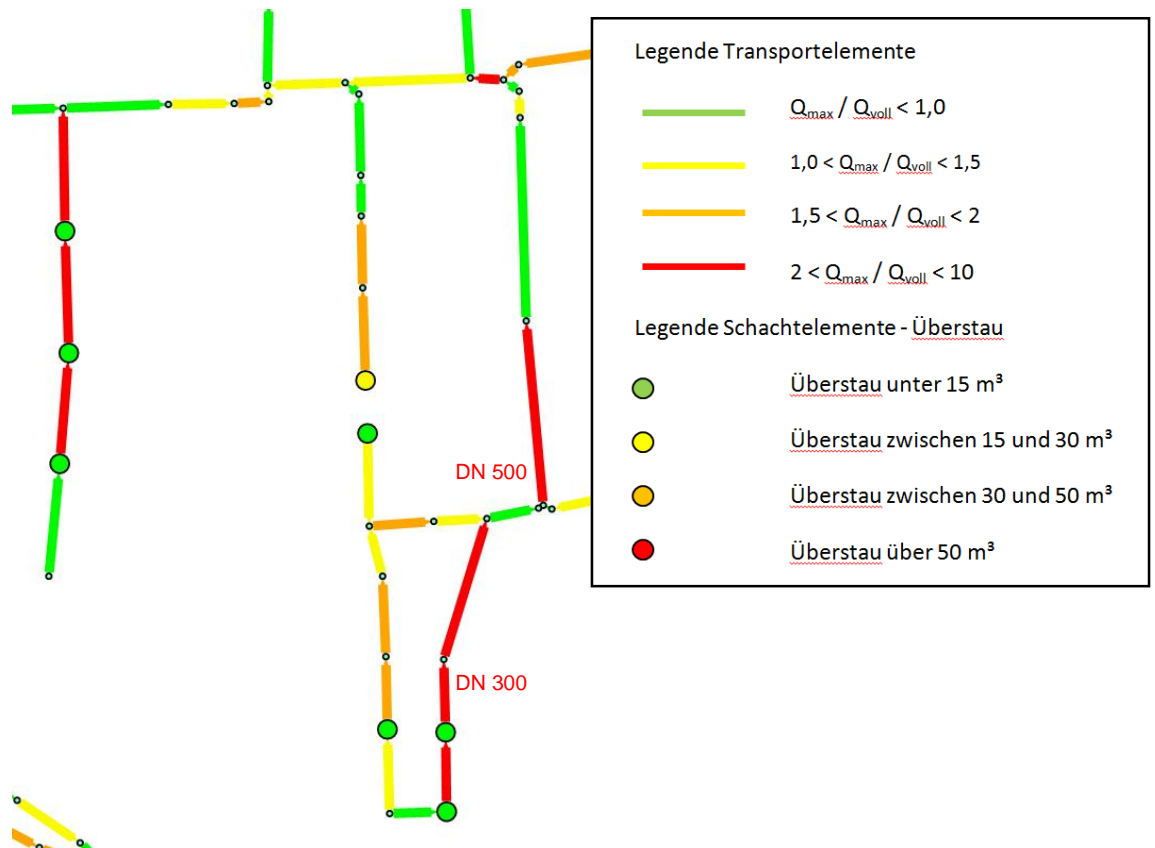 Legende Transportelemente
Qmax / Qvoll < 1,0
1,0 < Qmax / Qvoll < 1,5
1,5 < Qmax / Qvoll < 2
2 < Qmax / Qvoll < 10
Legende Schachtelemente - Überstau
Überstau unter 15 m³
Überstau zwischen 15 und 30 m³
Überstau zwischen 30 und 50 m³
Überstau über 50 m³
DN 500
DN 300